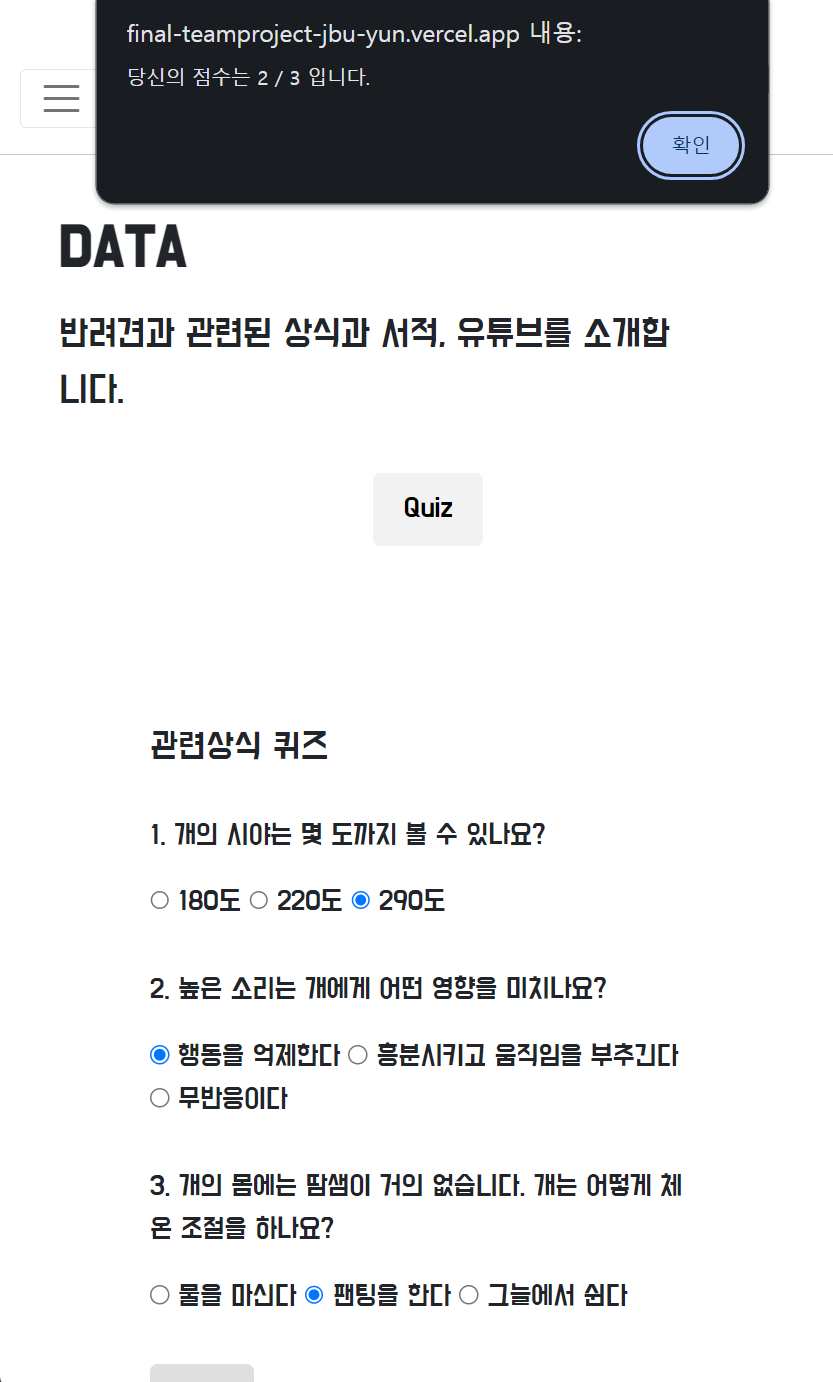 final-teamproject-jbu-yun.vercel.app 내용:
당신의 점수는 2 / 3 입니다.
확인
DATA
반려견과 관련된 상식과 서적, 유튜브를 소개합
니다.
Quiz
관련상식 퀴즈
1. 개의 시야는 몇 도까지 볼 수 있나요?
180도 220도 290도
2. 높은 소리는 개에게 어떤 영향을 미치나요?
행동을 억제한다 흥분시키고 움직임을 부추긴다
무반응이다
3. 개의 몸에는 땀샘이 거의 없습니다. 개는 어떻게 체
온 조절을 하나요?
물을 마신다 팬팅을 한다 그늘에서 쉰다